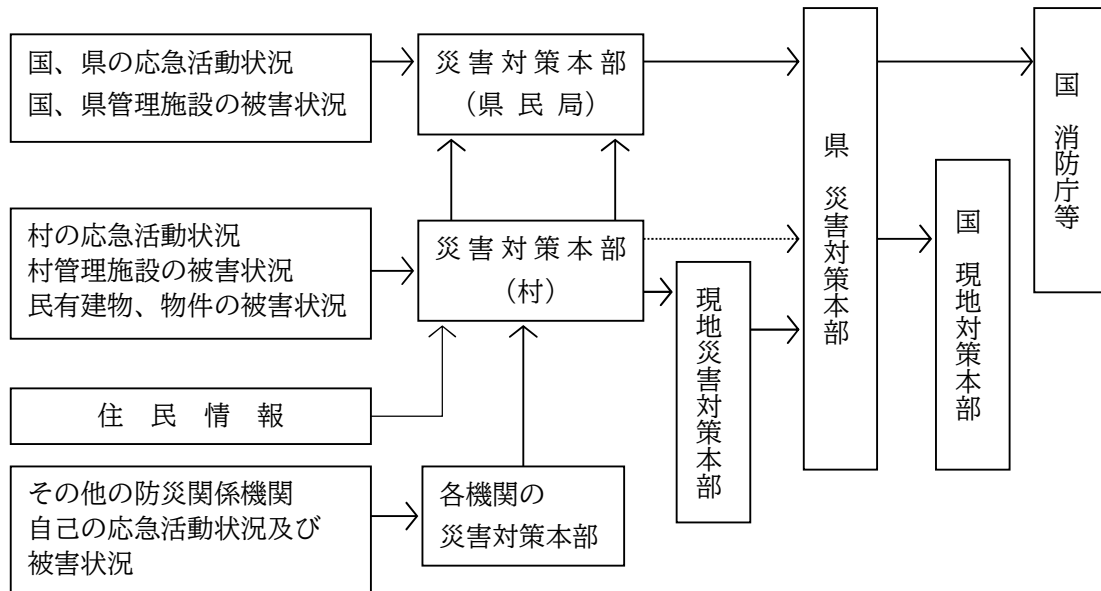 国、県の応急活動状況
国、県管理施設の被害状況
災害対策本部
（県民局）
県 災害対策本部
国 消防庁等
村の応急活動状況
村管理施設の被害状況
民有建物、物件の被害状況
災害対策本部
（村）
現地災害対策本部
国 現地対策本部
住 民 情 報
その他の防災関係機関
自己の応急活動状況及び
被害状況
各機関の
災害対策本部